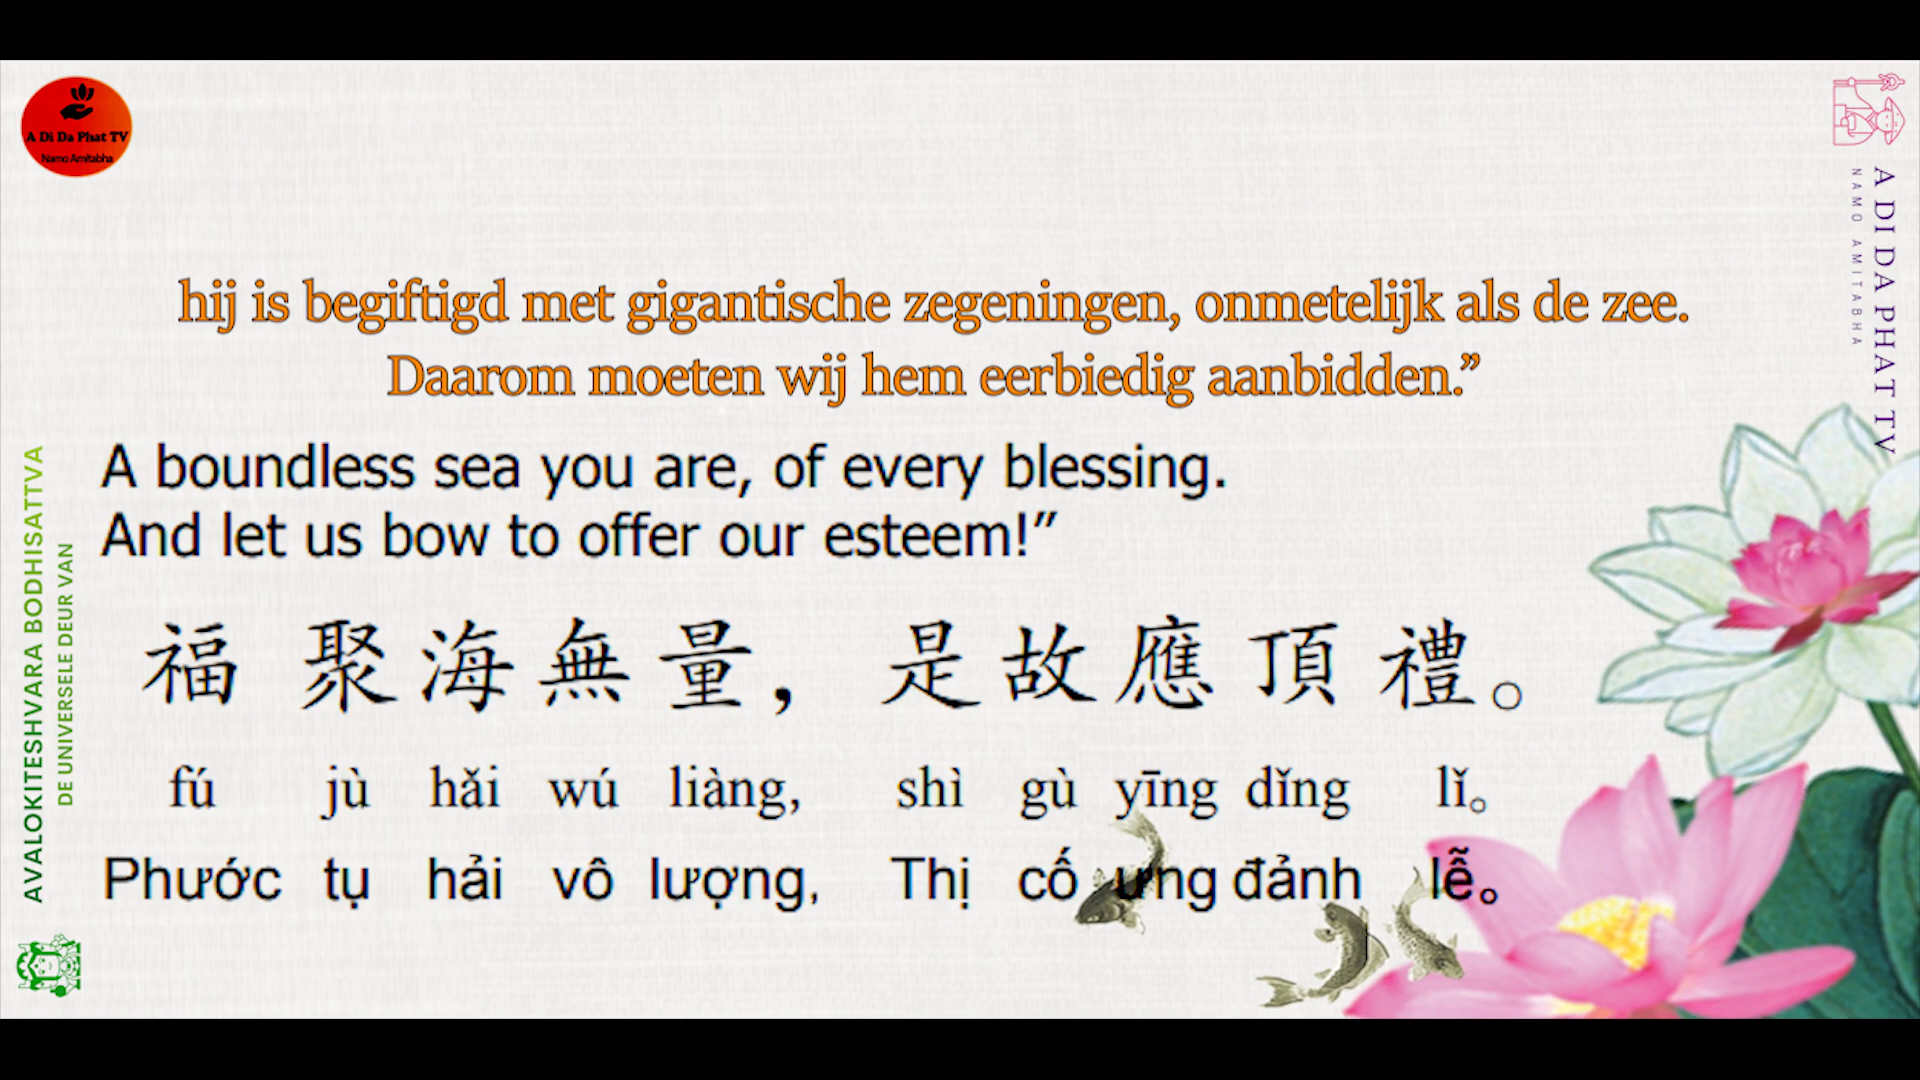 A Di Da Phat TV
Namo Amitabha
A DI DA PHAT TV
NAMO AMITABHA
hij is begiftigd met gigantische zegeningen, onmetelijk als de zee.
Daarom moeten wij hem eerbiedig aanbidden.”
A boundless sea you are, of every blessing.
And let us bow to offer our esteem!”
福 聚 海 無 量， 是 故 應 頂 禮。
fú jù hǎi wú liàng, shì gù yīng dǐng lǐ。
Phước tụ hải vô lượng, Thị cố ưng đảnh lễ。
AVALOKITESHVARA BODHISATTVA
DE UNIVERSELE DEUR VAN